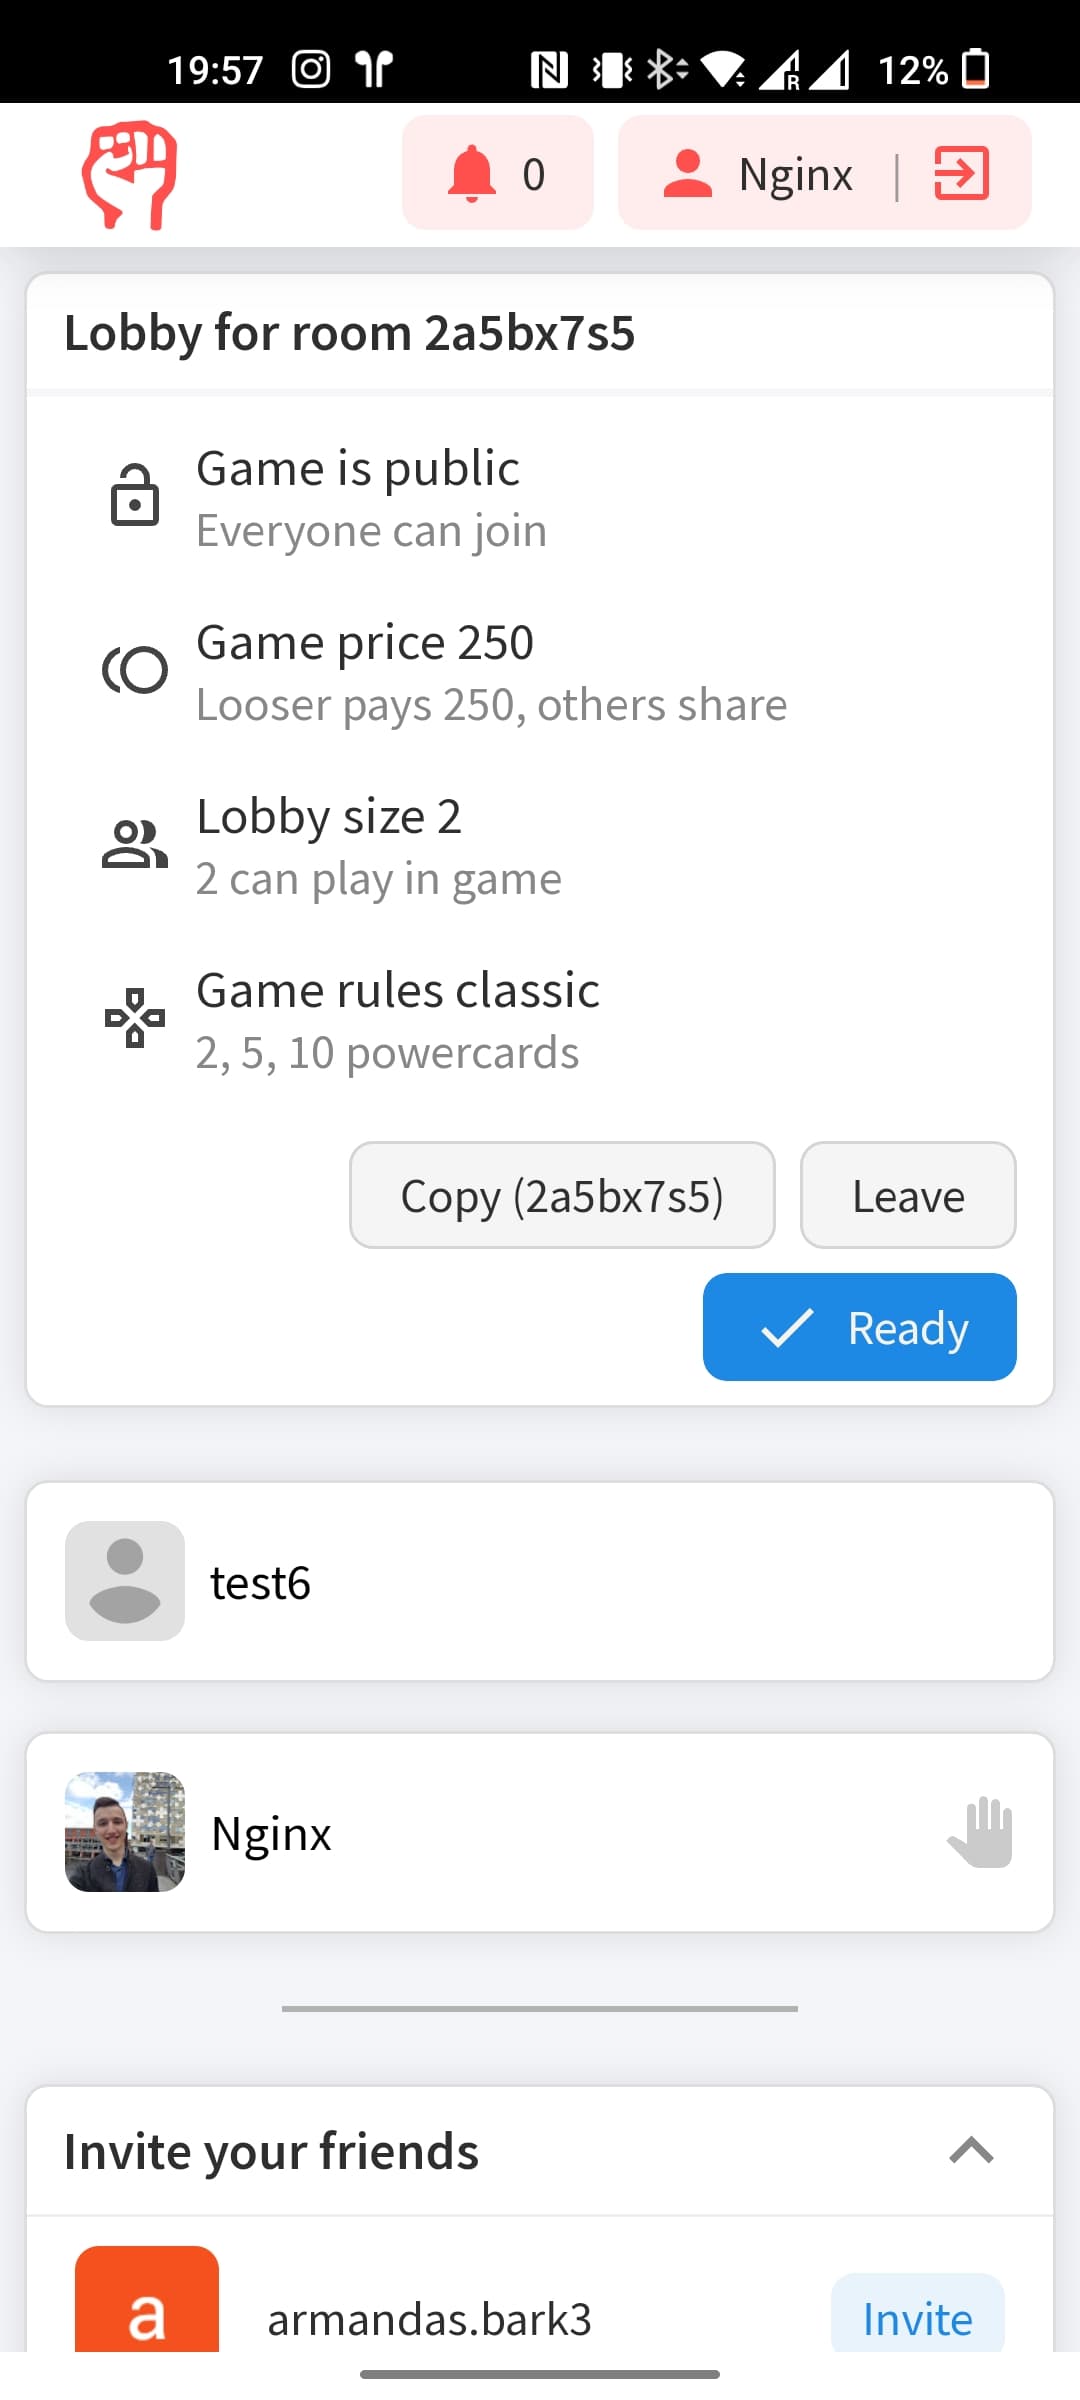 19:57
12%
0
Nginx
Lobby for room 2a5bx7s5
Game is public
Everyone can join
Game price 250
Looser pays 250, others share
Lobby size 2
2 can play in game
Game rules classic
2, 5, 10 powercards
Copy (2a5bx7s5)
Leave
Ready
test6
Nginx
Invite your friends
a
armandas.bark3
Invite